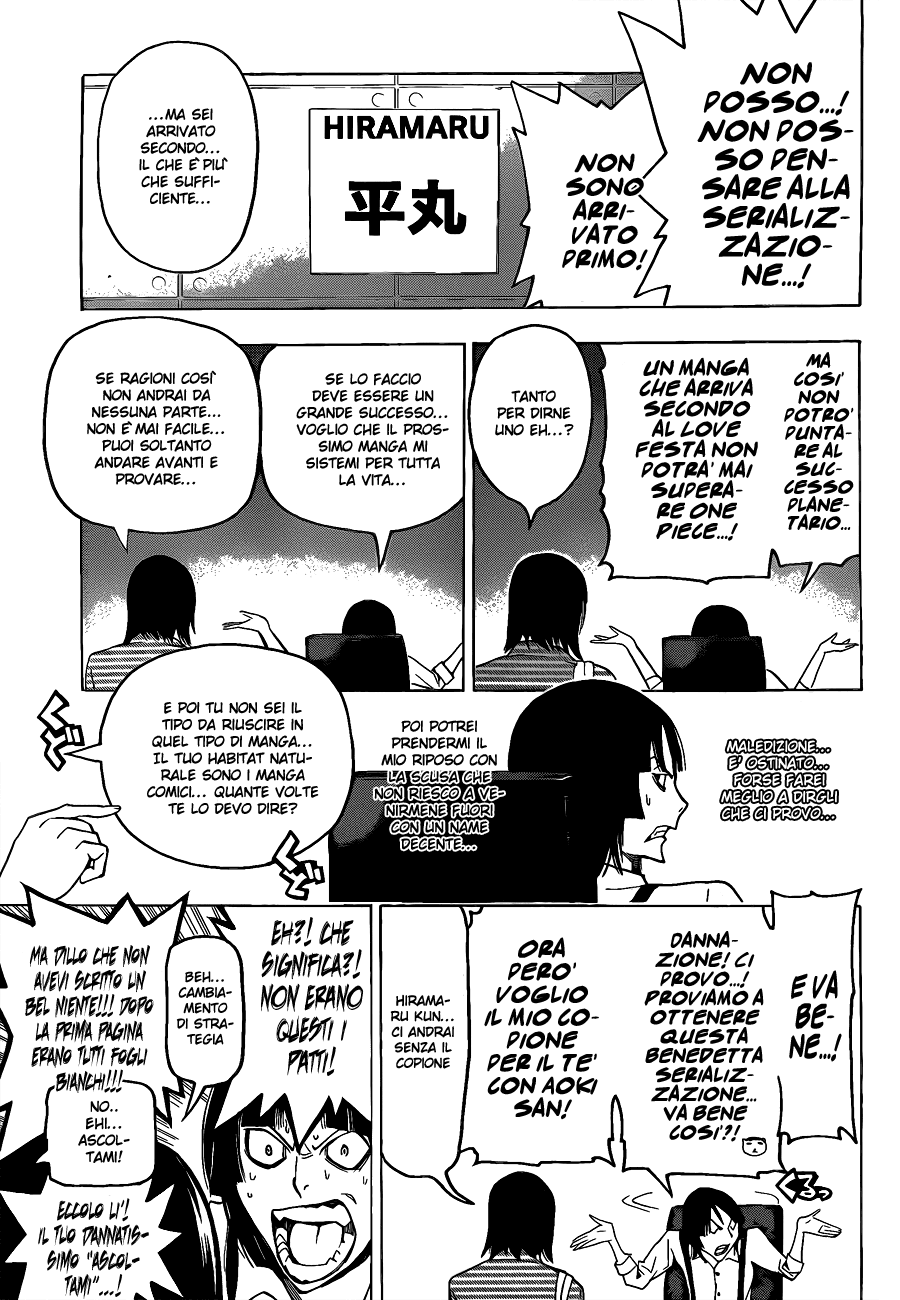 NON
POSSO...!
NON POS-
SO PEN-
SARE ALLA
SERIALIZ-
ZAZIO-
NE...!
NON
SONO
ARRI-
VATO
PRIMO!
HIRAMARU
平丸
...MA SEI
ARRIVATO
SECONDO...
IL CHE È PIÙ
CHE SUFFI-
CIENTE...
MA
COSI'
NON
POTRO'
PUNTA-
RE AL
SUC-
CESSO
PLANE-
TARIO...
UN MANGA
CHE ARRIVA
SECONDO
AL LOVE
FESTA NON
POTRA' MAI
SUPERA-
RE ONE
PIECE...!
TANTO
PER DIRNE
UNO EH...?
SE LO FACCIO
DEVE ESSERE UN
GRANDE SUCCESSO...
VOGLIO CHE IL PROS-
SIMO MANGA MI
SISTEMI PER TUTTA
LA VITA...
SE RAGIONI COSÌ
NON ANDRAI DA
NESSUNA PARTE...
NON È MAI FACILE...
PUOI SOLTANTO
ANDARE AVANTI E
PROVARE...
MALEDIZIONE...
E' OSTINATO...
FORSE FAREI
MEGLIO A DIRGLI
CHE CI PROVO...
POI POTREI
PRENDERMI IL
MIO RIPOSO CON
LA SCUSA CHE
NON RIESCO A VE-
NIRMENE FUORI
CON UN NAME
DECENTE...
E POI TU NON SEI IL
TIPO DA RIUSCIRE IN
QUEL TIPO DI MANGA...
IL TUO HABITAT NATU-
RALE SONO I MANGA
COMICI... QUANTE VOLTE
TE LO DEVO DIRE?
E VA
BE-
NE...!
DANNA-
ZIONE! CI
PROVO...!
PROVIAMO A
OTTENERE
QUESTA
BENEDETTA
SERIALIZ-
ZAZIONE...
VA BENE
COSI'?!
ORA
PERO'
VOGLIO
IL MIO CO-
PIONE
PER IL TE'
CON AOKI
SAN!
HIRAMA-
RU KUN...
CI ANDRAI
SENZA IL
COPIONE
EH?! CHE
SIGNIFICA?!
NON ERANO
QUESTI I
PATTI!
BEH...
CAMBIA-
MENTO
DI STRA-
TEGIA
MA DILLO CHE NON
AVEVI SCRITTO UN
BEL NIENTE!!! DOPO
LA PRIMA PAGINA
ERANO TUTTI FOGLI
BIANCHI!!!
NO..
EHI...
ASCOL-
TAMI!
ECCOLO LI'!
IL TUO DANNATIS-
SIMO "ASCOL-
TAMI"...!